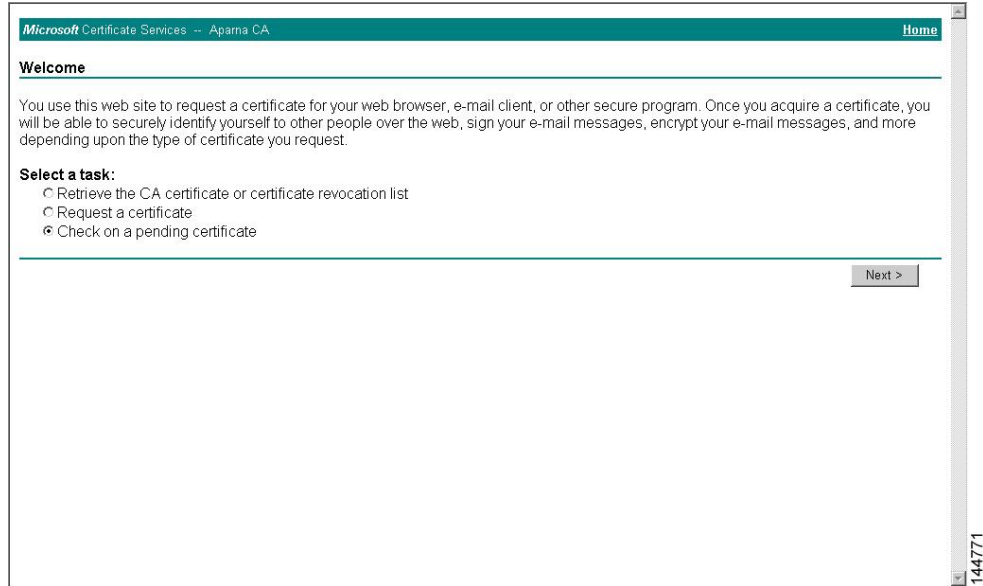 Microsoft Certificate Services -- Aparna CA Home
Welcome
You use this web site to request a certificate for your web browser, e-mail client, or other secure program. Once you acquire a certificate, you
will be able to securely identify yourself to other people over the web, sign your e-mail messages, encrypt your e-mail messages, and more
depending upon the type of certificate you request.
Select a task:
Retrieve the CA certificate or certificate revocation list
Request a certificate
Check on a pending certificate
Next >
144771